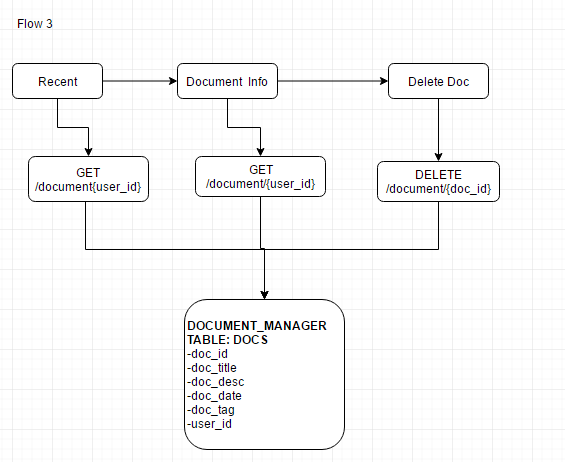 Flow 3
Recent
Document Info
Delete Doc
GET
/document{user_id}
GET
/document/{user_id}
DELETE
/document/{doc_id}
DOCUMENT_MANAGER
TABLE: DOCS
-doc_id
-doc_title
-doc_desc
-doc_date
-doc_tag
-user_id